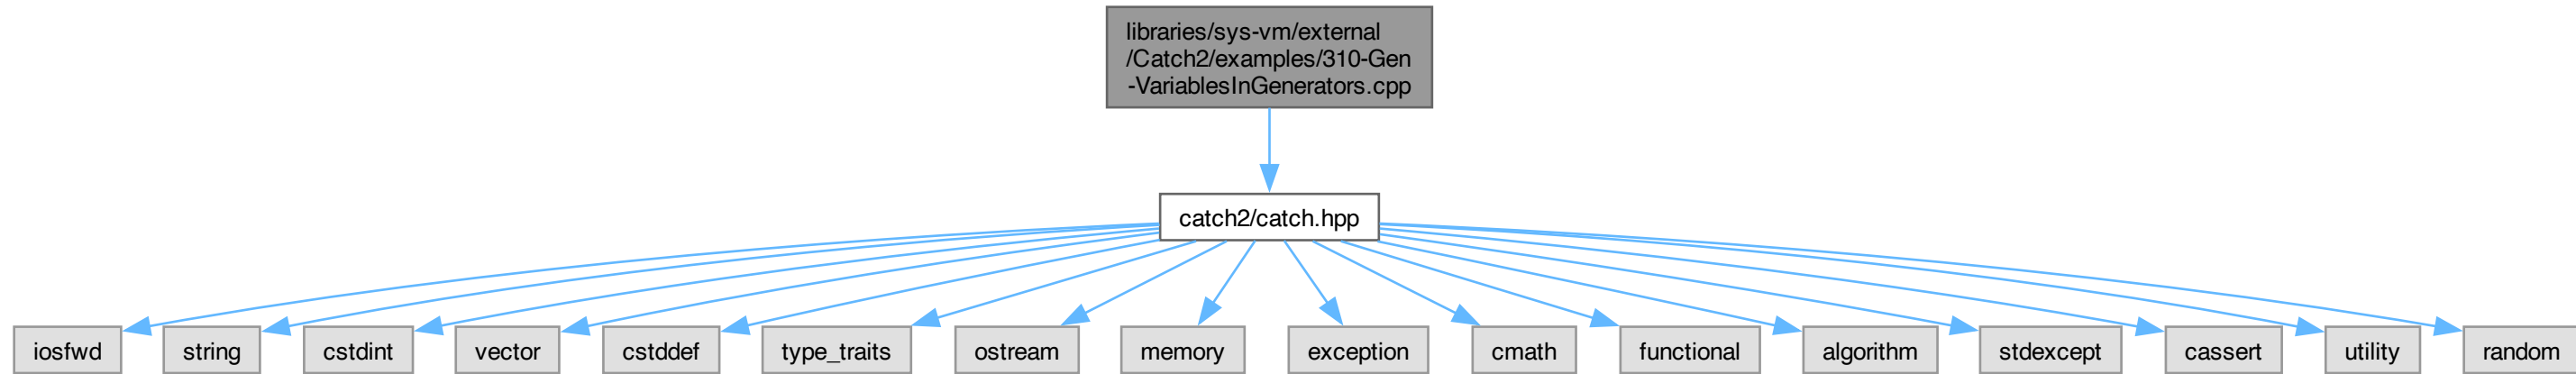 libraries/sys-vm/external
/Catch2/examples/310-Gen
-VariablesInGenerators.cpp
catch2/catch.hpp
iosfwd
string
cstdint
vector
cstddef
type_traits
ostream
memory
exception
cmath
functional
algorithm
stdexcept
cassert
utility
random